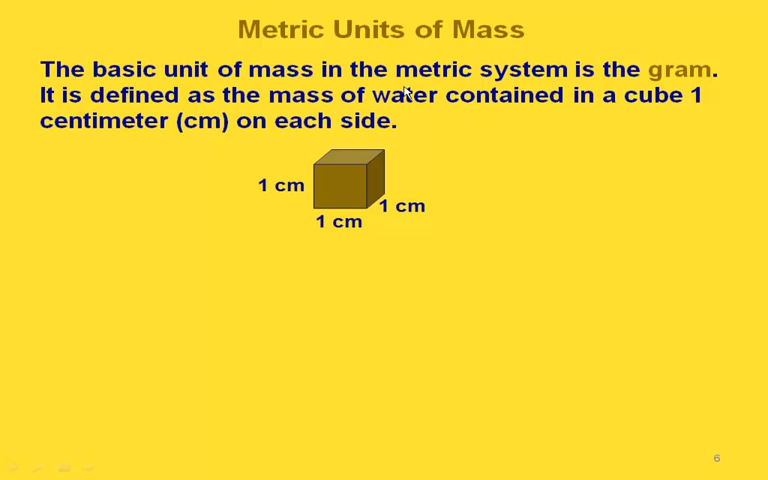 Metric Units of Mass
The basic unit of mass in the metric system is the gram.
It is defined as the mass of water contained in a cube 1
centimeter (cm) on each side.
1 cm
1 cm
1 cm
6